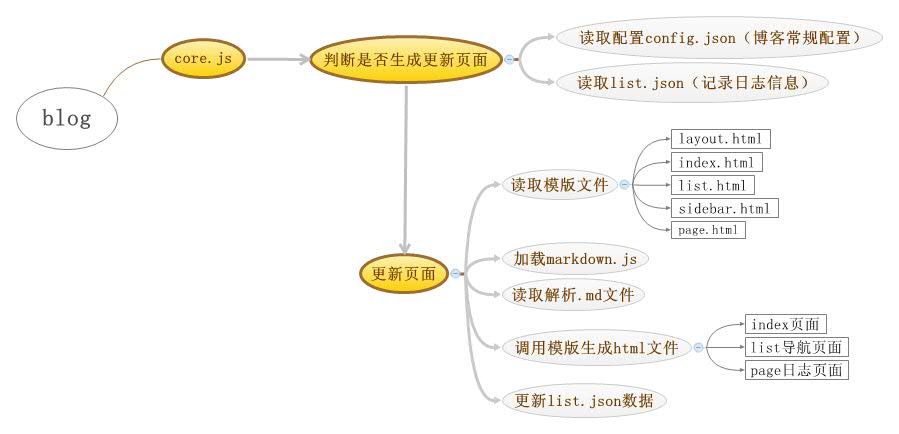 blog
core.js
判断是否生成更新页面
读取配置config.json（博客常规配置）
读取list.json（记录日志信息）
更新页面
读取模版文件
layout.html
index.html
list.html
sidebar.html
page.html
加载markdown.js
读取解析.md文件
调用模版生成html文件
index页面
list导航页面
page日志页面
更新list.json数据